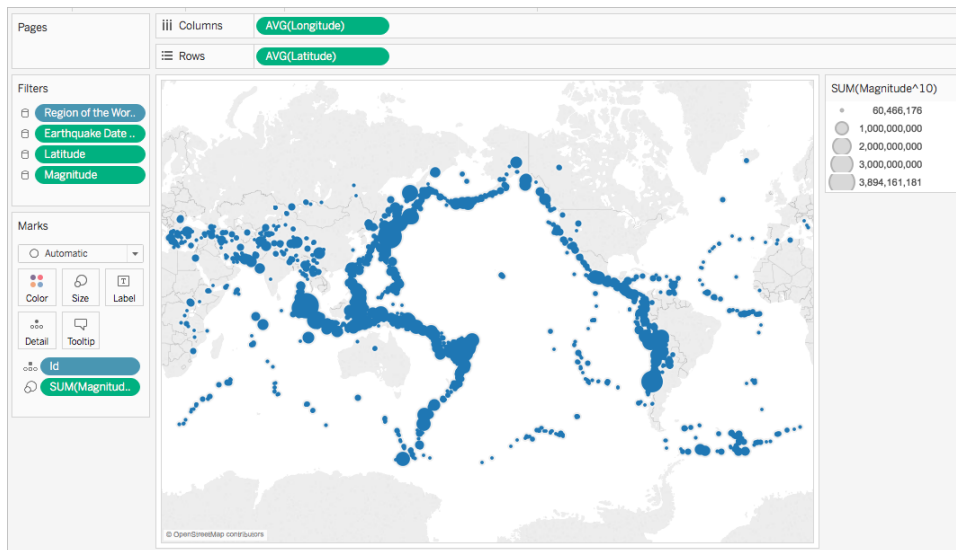 Pages
Columns
AVG(Longitude)
Rows
AVG(Latitude)
Filters
Region of the Wor..
Earthquake Date ..
Latitude
Magnitude
Marks
Automatic
Color
Size
Label
Detail
Tooltip
Id
SUM(Magnitud..
© OpenStreetMap contributors
SUM(Magnitude^10)
60,466,176
1,000,000,000
2,000,000,000
3,000,000,000
3,894,161,181